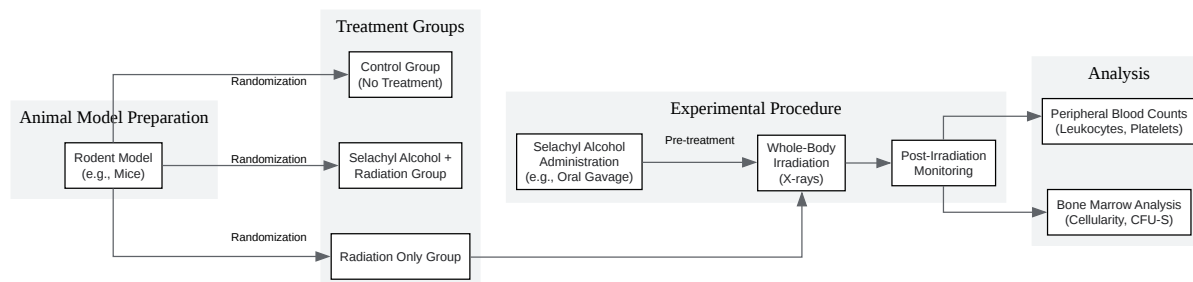 Treatment Groups
Control Group
(No Treatment)
Randomization
Animal Model Preparation
Rodent Model
(e.g., Mice)
Randomization
Selachyl Alcohol +
Radiation Group
Randomization
Radiation Only Group
Experimental Procedure
Selachyl Alcohol
Administration
(e.g., Oral Gavage)
Pre-treatment
Whole-Body
Irradiation
(X-rays)
Post-Irradiation
Monitoring
Analysis
Peripheral Blood Counts
(Leukocytes, Platelets)
Bone Marrow Analysis
(Cellularity, CFU-S)